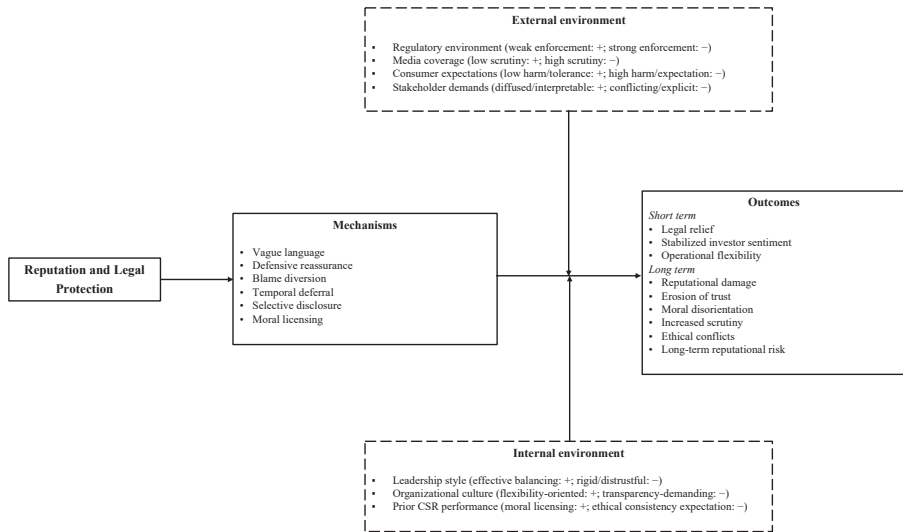 External environment
• Regulatory environment (weak enforcement: +; strong enforcement: −)
• Media coverage (low scrutiny: +; high scrutiny: −)
• Consumer expectations (low harm/tolerance: +; high harm/expectation: −)
• Stakeholder demands (diffused/interpretable: +; conflicting/explicit: −)
Reputation and Legal
Protection
Mechanisms
• Vague language
• Defensive reassurance
• Blame diversion
• Temporal deferral
• Selective disclosure
• Moral licensing
Outcomes
Short term
• Legal relief
• Stabilized investor sentiment
• Operational flexibility
Long term
• Reputational damage
• Erosion of trust
• Moral disorientation
• Increased scrutiny
• Ethical conflicts
• Long-term reputational risk
Internal environment
• Leadership style (effective balancing: +; rigid/distrustful: −)
• Organizational culture (flexibility-oriented: +; transparency-demanding: −)
• Prior CSR performance (moral licensing: +; ethical consistency expectation: −)